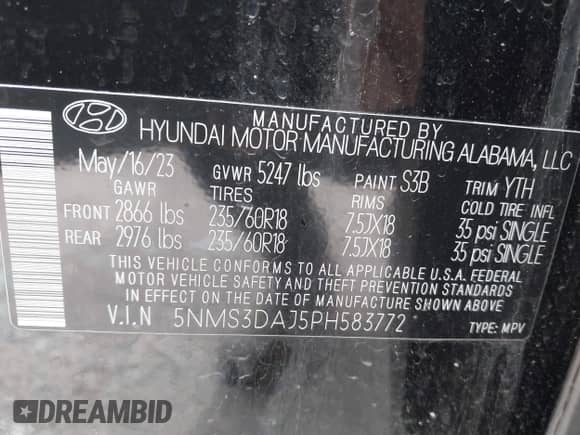 MANUFACTURED BY
HYUNDAI MOTOR MANUFACTURING ALABAMA, LLC
May/16/23 GVWR 5247 lbs PAINT S3B TRIM YTH
GAWR TIRES RIMS COLD TIRE INFL
FRONT 2866 lbs 235/60R18 7.5JX18 35 psi SINGLE
REAR 2976 lbs 235/60R18 7.5JX18 35 psi SINGLE
THIS VEHICLE CONFORMS TO ALL APPLICABLE U.S.A. FEDERAL
MOTOR VEHICLE SAFETY AND THEFT PREVENTION STANDARDS
IN EFFECT ON THE DATE OF MANUFACTURE SHOWN ABOVE
V.I.N 5NMS3DAJ5PH583772 TYPE: MPV
DREAMBID